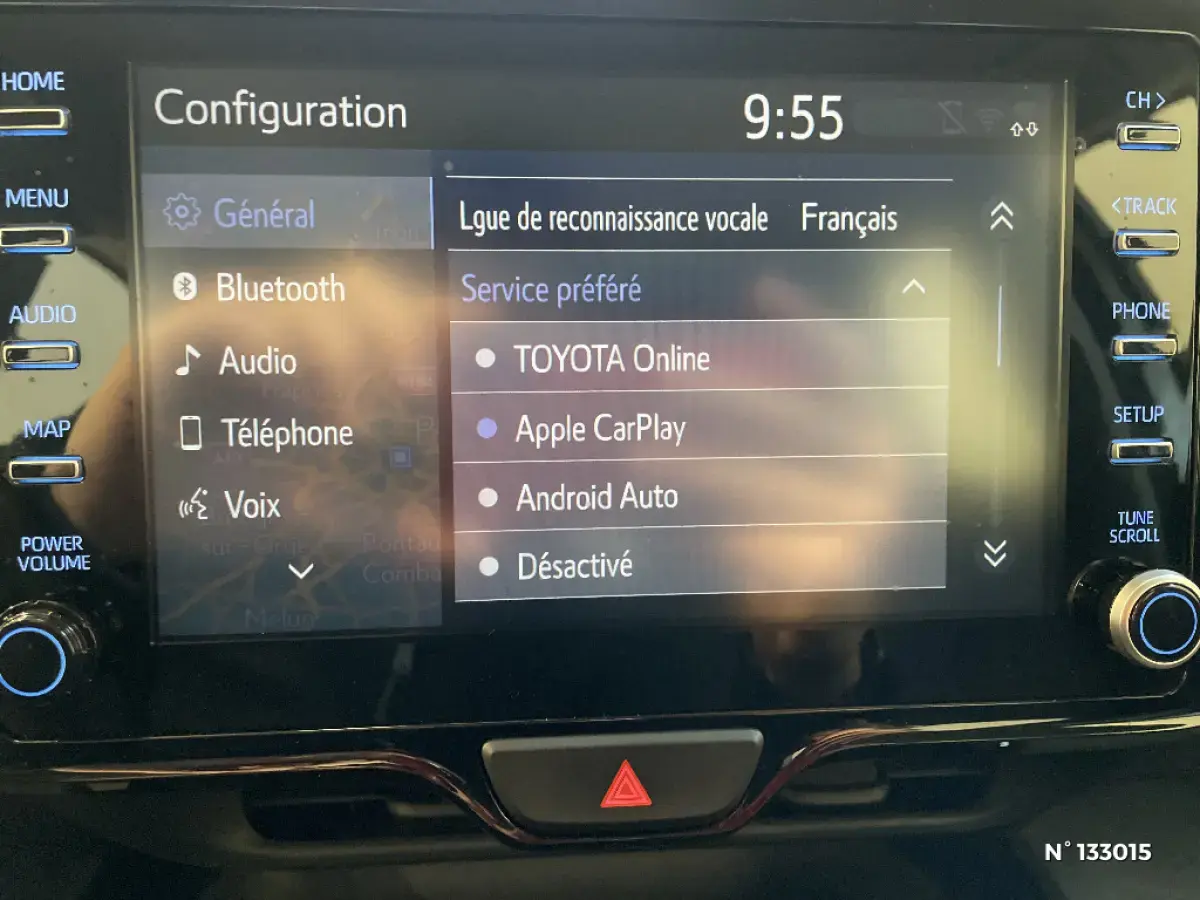 HOME
MENU
AUDIO
MAP
POWER
VOLUME
Configuration
9:55
Général
Bluetooth
Audio
Téléphone
Voix
Lgue de reconnaissance vocale Français
Service préféré
TOYOTA Online
Apple CarPlay
Android Auto
Désactivé
CH >
< TRACK
PHONE
SETUP
TUNE
SCROLL
N° 133015